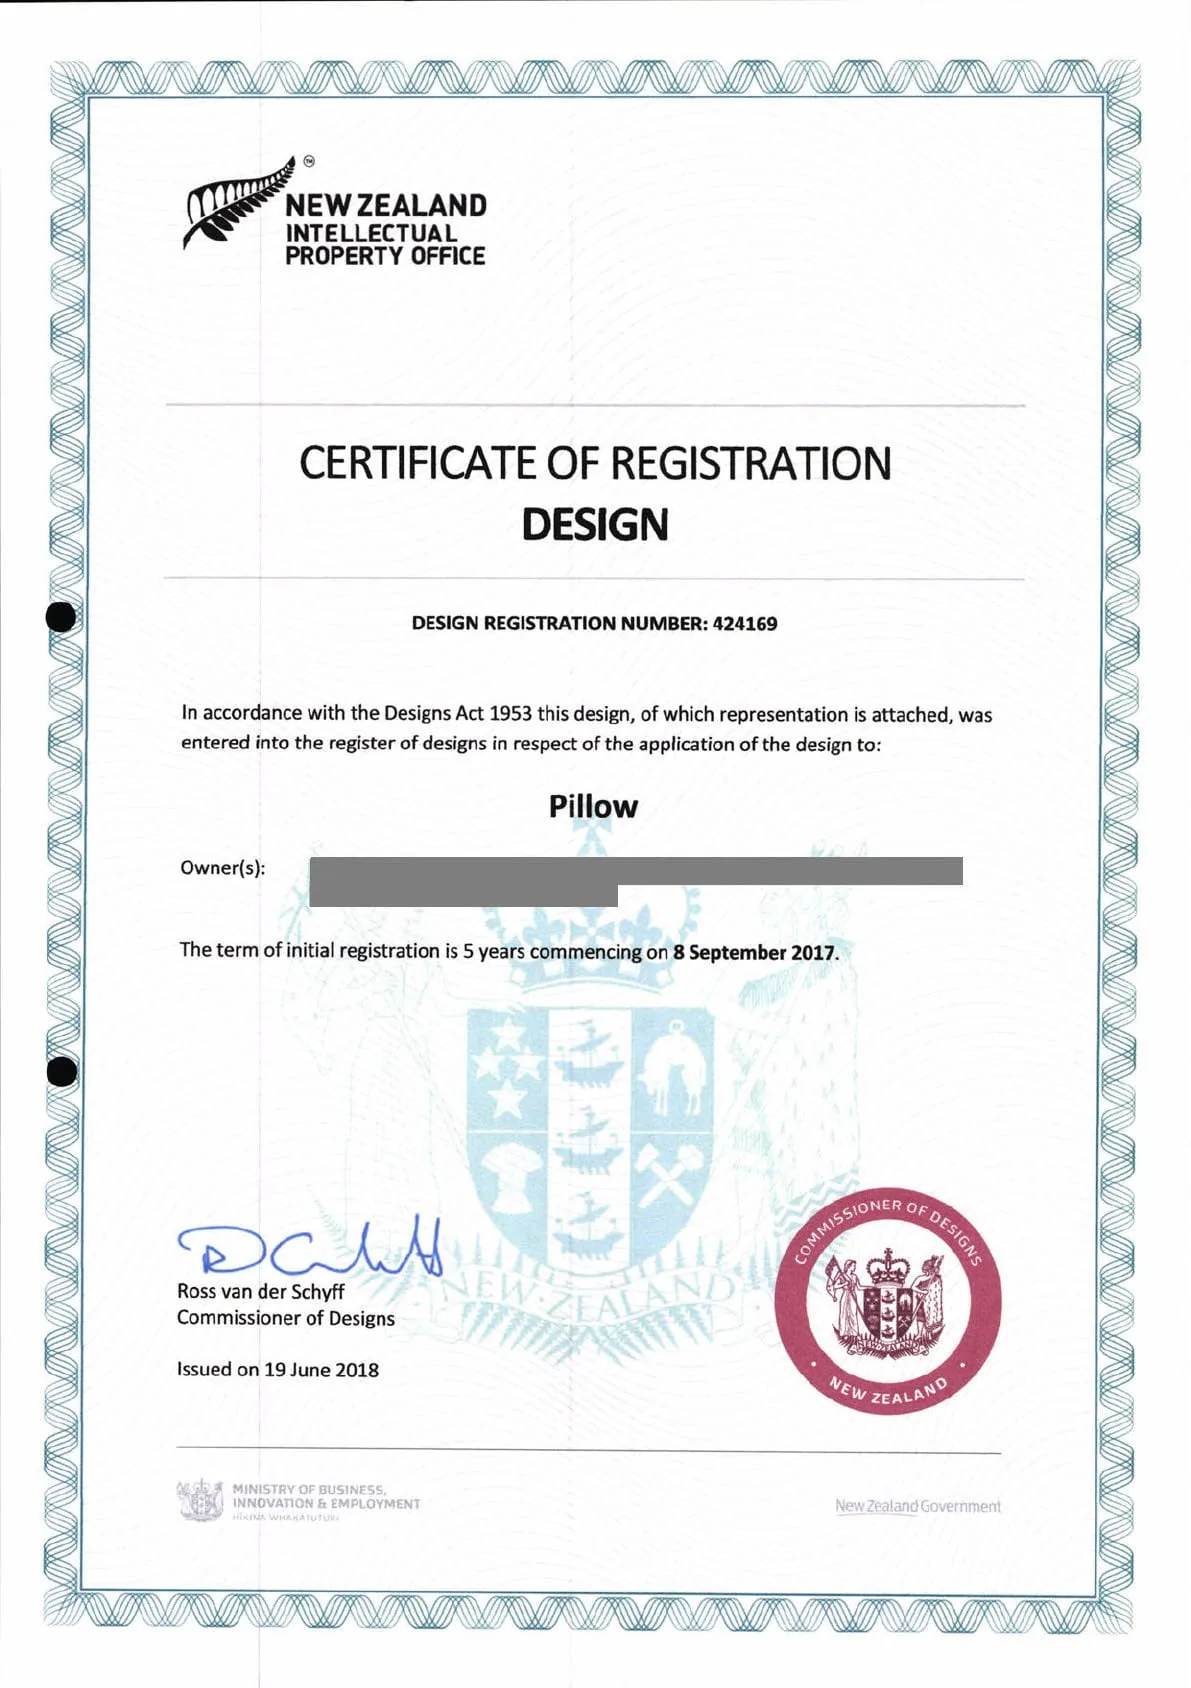 TM
NEW ZEALAND
INTELLECTUAL
PROPERTY OFFICE
CERTIFICATE OF REGISTRATION
DESIGN
DESIGN REGISTRATION NUMBER: 424169
In accordance with the Designs Act 1953 this design, of which representation is attached, was
entered into the register of designs in respect of the application of the design to:
Pillow
Owner(s):
The term of initial registration is 5 years commencing on 8 September 2017.
NEW ZEALAND
Ross van der Schyff
Commissioner of Designs
Issued on 19 June 2018
COMMISSIONER OF DESIGNS
NEW ZEALAND
NEW ZEALAND
MINISTRY OF BUSINESS,
INNOVATION & EMPLOYMENT
HĪKINA WHAKATUTUKI
New Zealand Government